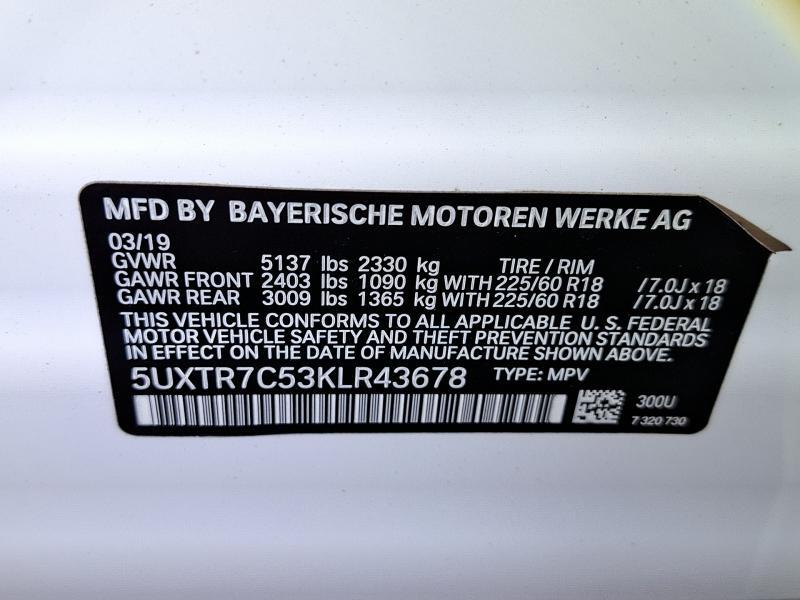 MFD BY BAYERISCHE MOTOREN WERKE AG
03/19
GVWR 5137 lbs 2330 kg TIRE / RIM
GAWR FRONT 2403 lbs 1090 kg WITH 225/60 R18 /7.0J x 18
GAWR REAR 3009 lbs 1365 kg WITH 225/60 R18 /7.0J x 18
THIS VEHICLE CONFORMS TO ALL APPLICABLE U. S. FEDERAL
MOTOR VEHICLE SAFETY AND THEFT PREVENTION STANDARDS
IN EFFECT ON THE DATE OF MANUFACTURE SHOWN ABOVE.
5UXTR7C53KLR43678 TYPE: MPV
300U
7 320 730